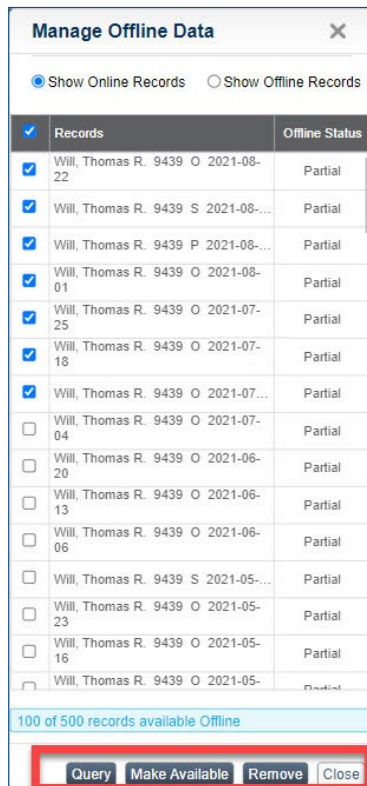 Manage Offline Data
Show Online Records Show Offline Records
Records Offline Status
Will, Thomas R. 9439 O 2021-08-
22
Partial
Will, Thomas R. 9439 S 2021-08-... Partial
Will, Thomas R. 9439 P 2021-08-... Partial
Will, Thomas R. 9439 O 2021-08-
01
Partial
Will, Thomas R. 9439 O 2021-07-
25
Partial
Will, Thomas R. 9439 O 2021-07-
18
Partial
Will, Thomas R. 9439 O 2021-07... Partial
Will, Thomas R. 9439 O 2021-07-
04
Partial
Will, Thomas R. 9439 O 2021-06-
20
Partial
Will, Thomas R. 9439 O 2021-06-
13
Partial
Will, Thomas R. 9439 O 2021-06-
06
Partial
Will, Thomas R. 9439 S 2021-05-... Partial
Will, Thomas R. 9439 O 2021-05-
23
Partial
Will, Thomas R. 9439 O 2021-05-
16
Partial
Will, Thomas R. 9439 O 2021-05-
Partial
100 of 500 records available Offline
Query Make Available Remove Close